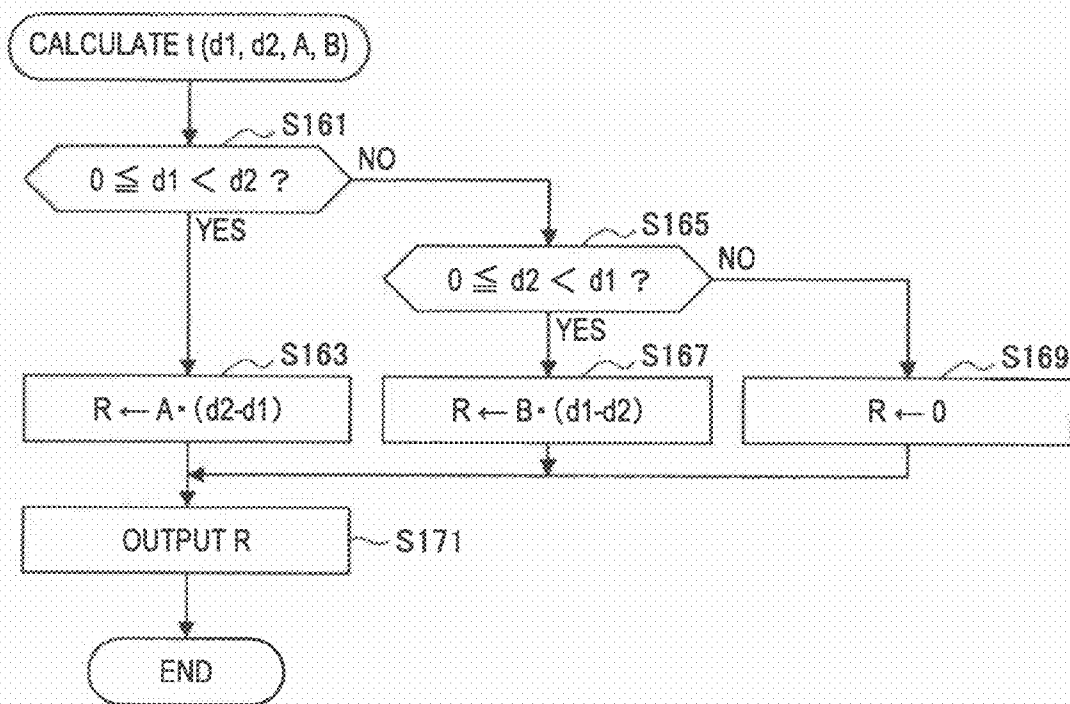 CALCULATE t (d1, d2, A, B)
S161
0 ≦ d1 < d2 ?
NO
YES
S165
0 ≦ d2 < d1 ?
NO
YES
S163
R ← A・(d2-d1)
S167
R ← B・(d1-d2)
S169
R ← 0
OUTPUT R
S171
END